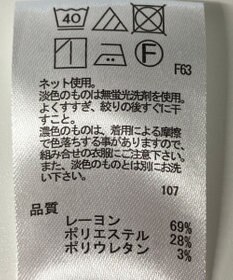 40
F
F63
ネット使用。
淡色のものは無蛍光洗剤を使用。
よくすすぎ、絞りの後すぐに干
すこと。
濃色のものは、着用による摩擦
で色落ちする事がありますので、
組み合せの衣服にご注意下さい。
また、淡色のものとは別にお洗
い下さい。
107
品質
レーヨン 69%
ポリエステル 28%
ポリウレタン 3%